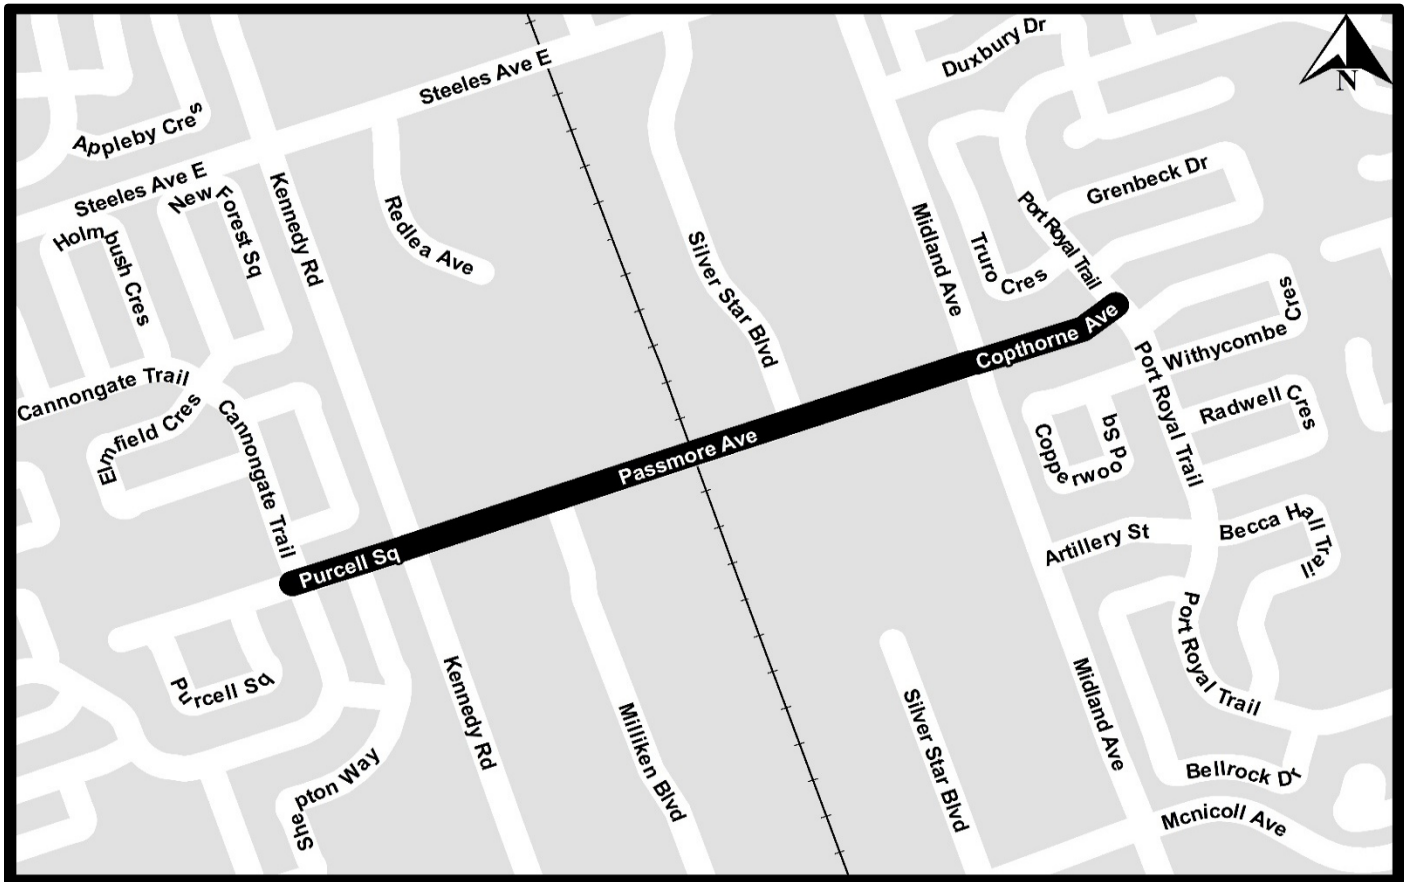 Duxbury Dr
Steeles Ave E
N
Appleby Cres
Steeles Ave E
New Forest Sq
Kennedy Rd
Grenbeck Dr
Holmbush Cres
Redlea Ave
Silver Star Blvd
Midland Ave
Port Royal Trail
Truro Cres
Copthorne Ave
Withycombe Cres
Cannongate Trail
Elmfield Cres
Cannongate Trail
Port Royal Trail
Radwell Cres
Copperwood Sq
Passmore Ave
Artillery St
Becca Hall Trail
Purcell Sq
Port Royal Trail
Purcell Sq
Kennedy Rd
Milliken Blvd
Silver Star Blvd
Midland Ave
Shepton Way
Bellrock Dr
Mcnicoll Ave